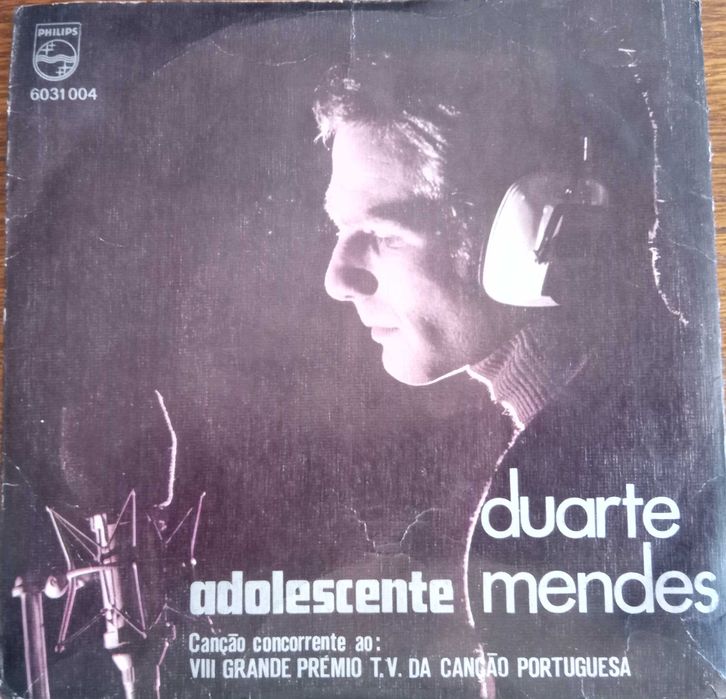 PHILIPS
6031 004
duarte
mendes
adolescente
Canção concorrente ao:
VIII GRANDE PRÉMIO T.V. DA CANÇÃO PORTUGUESA